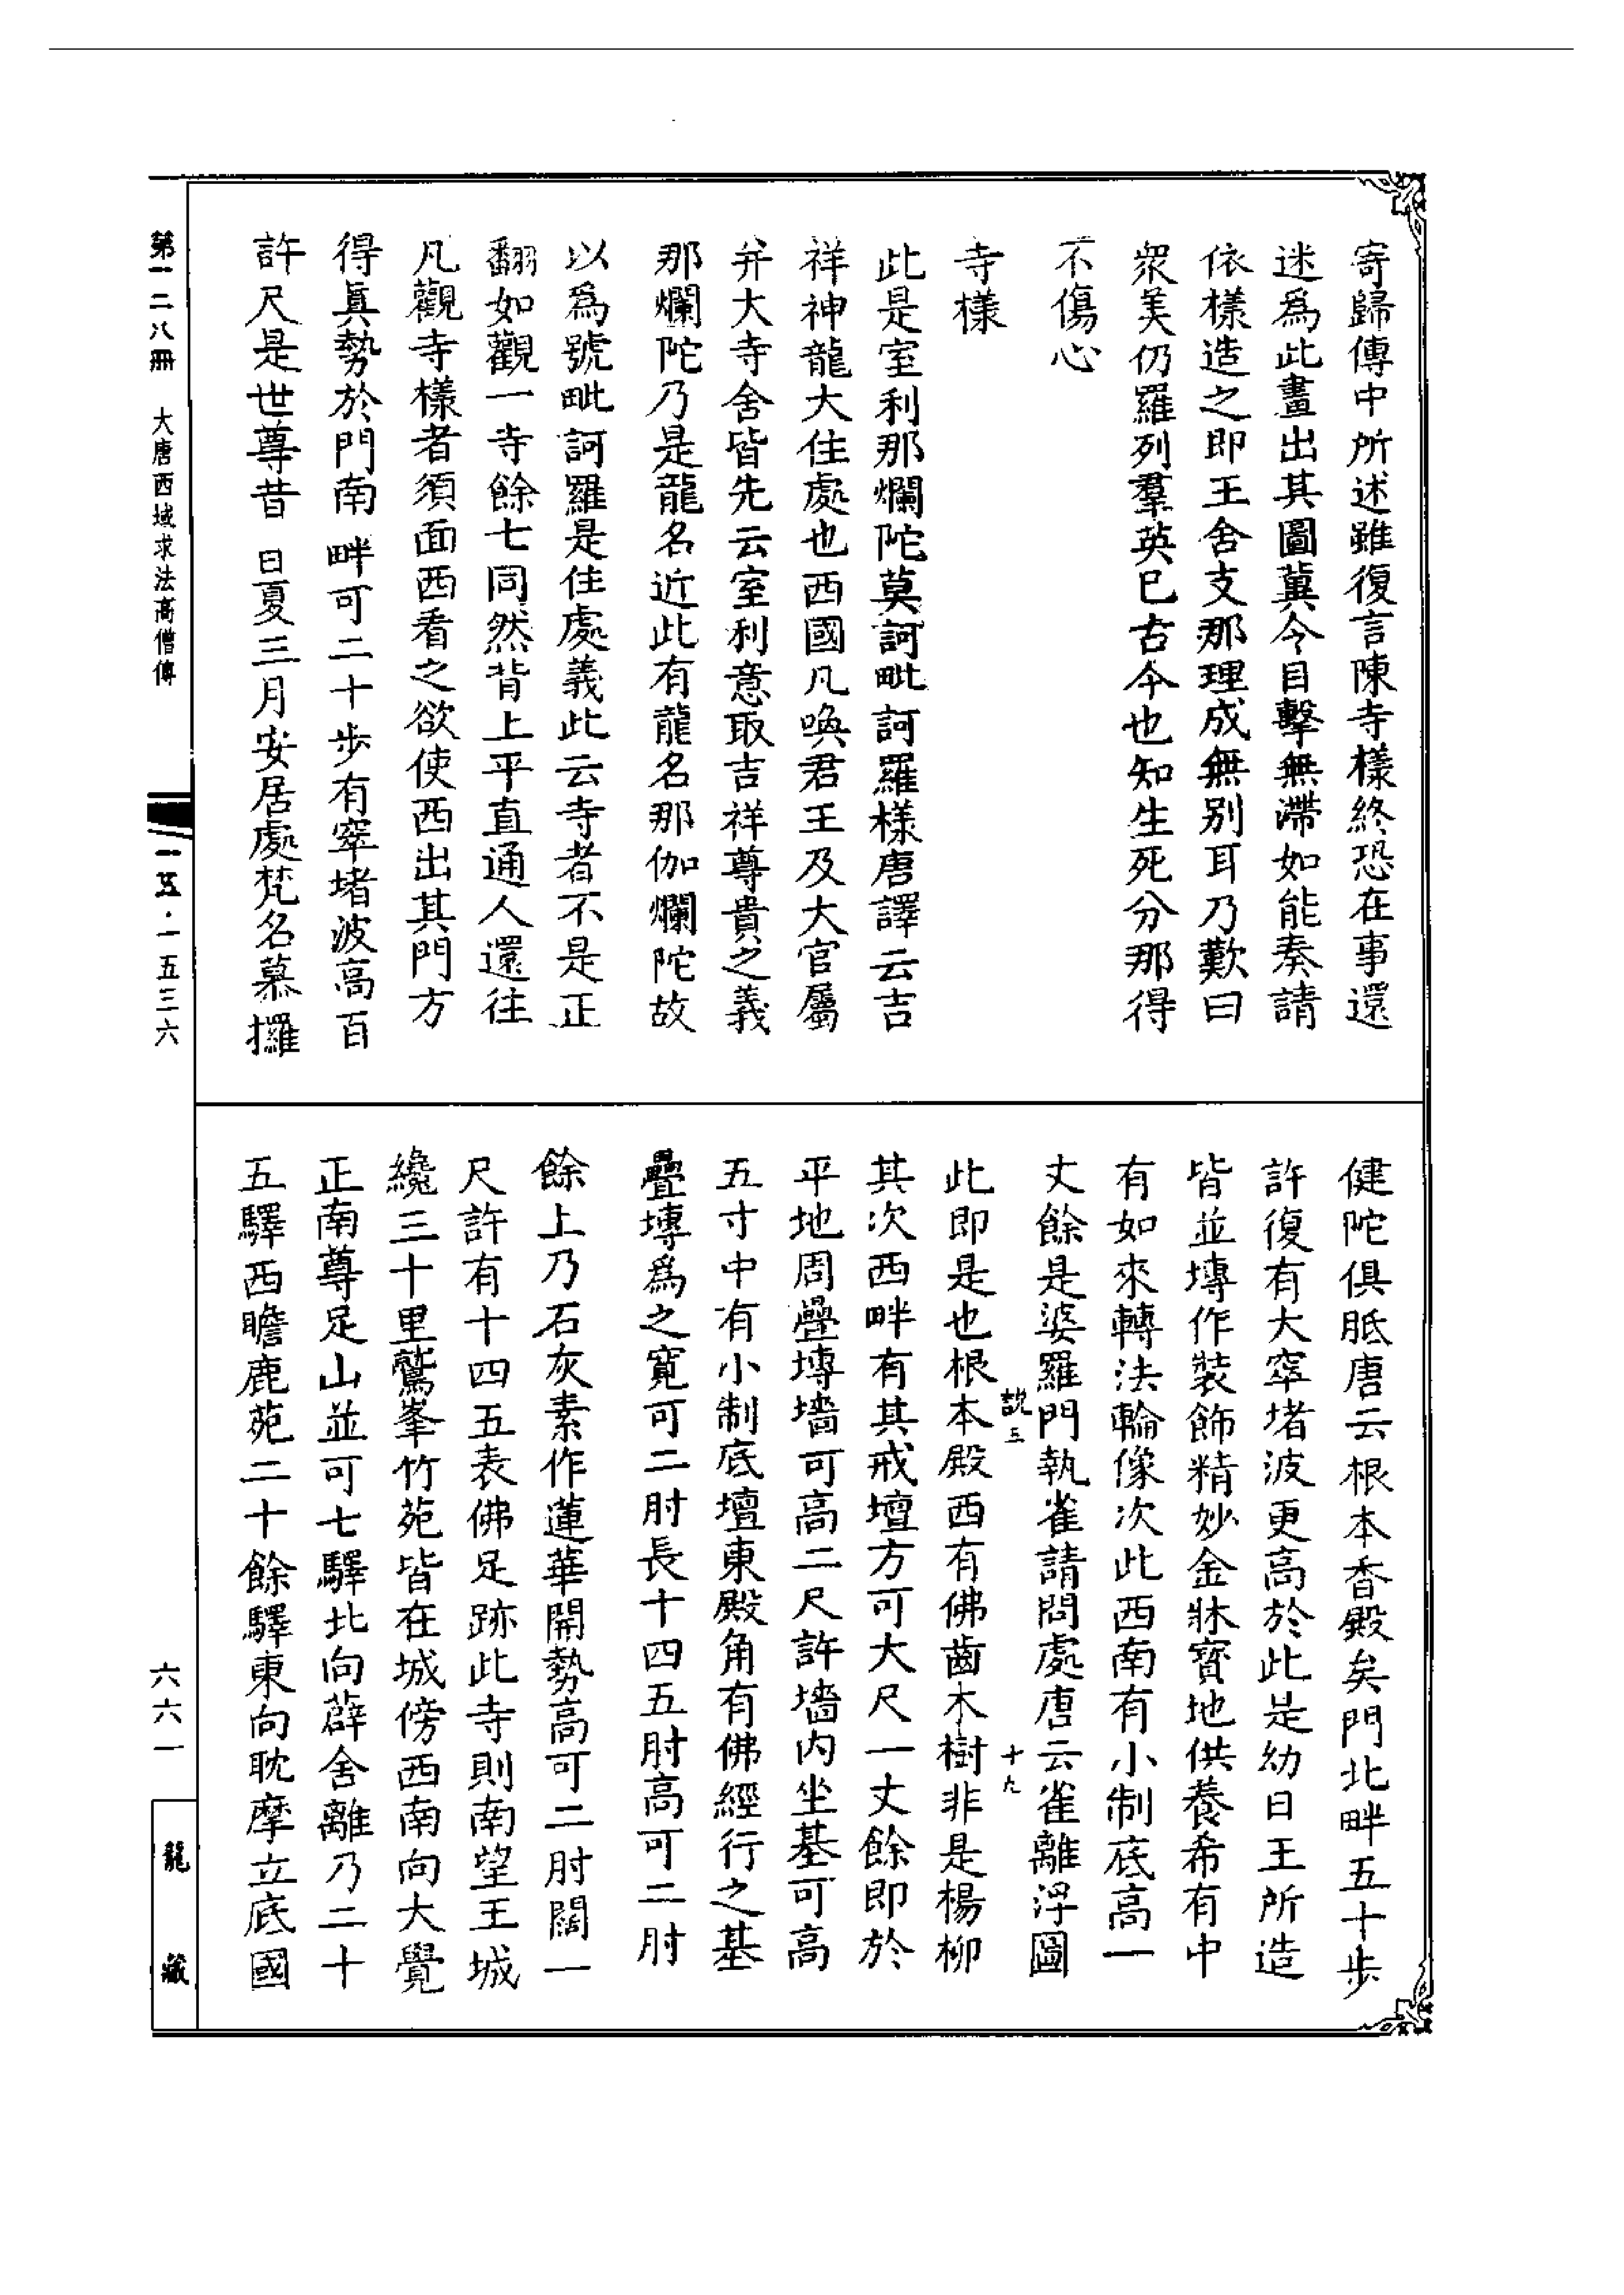 寄歸傳中所述雖復言陳寺樣終恐在事還
迷爲此畫出其圖冀今目擊無滯如能奏請
依樣造之即王舍支那理成無別耳乃歎曰
衆美仍羅列羣英已古今也知生死分那得
不傷心
寺樣
此是室利那爛陀莫訶毗訶羅樣唐譯云吉
祥神龍大住處也西國凡喚君王及大官屬
并大寺舍皆先云室利意取吉祥尊貴之義
那爛陀乃是龍名近此有龍名那伽爛陀故
以爲號毗訶羅是住處義此云寺者不是正
翻如觀一寺餘七同然背上平直通人還往
凡觀寺樣者須面西看之欲使西出其門方
得真勢於門南畔可二十步有窣堵波高百
許尺是世尊昔日夏三月安居處梵名慕攞
健陀俱胝唐云根本香殿矣門北畔五十步
許復有大窣堵波更高於此是幼日王所造
皆並塼作裝飾精妙金牀寶地供養希有中
有如來轉法輪像次此西南有小制底高一
丈餘是婆羅門執雀請問處唐云雀離浮圖
說三 十九
此即是也根本殿西有佛齒木樹非是楊柳
其次西畔有其戒壇方可大尺一丈餘即於
平地周壘塼墻可高二尺許墻内坐基可高
五寸中有小制底壇東殿角有佛經行之基
疊塼爲之寬可二肘長十四五肘高可二肘
餘上乃石灰素作蓮華開勢高可二肘闊一
尺許有十四五表佛足跡此寺則南望王城
纔三十里鷲峯竹苑皆在城傍西南向大覺
正南尊足山並可七驛北向薜舍離乃二十
五驛西瞻鹿苑二十餘驛東向耽摩立底國
第一二八冊 大唐西域求法高僧傳
一五·一五三六
六六一
龍藏